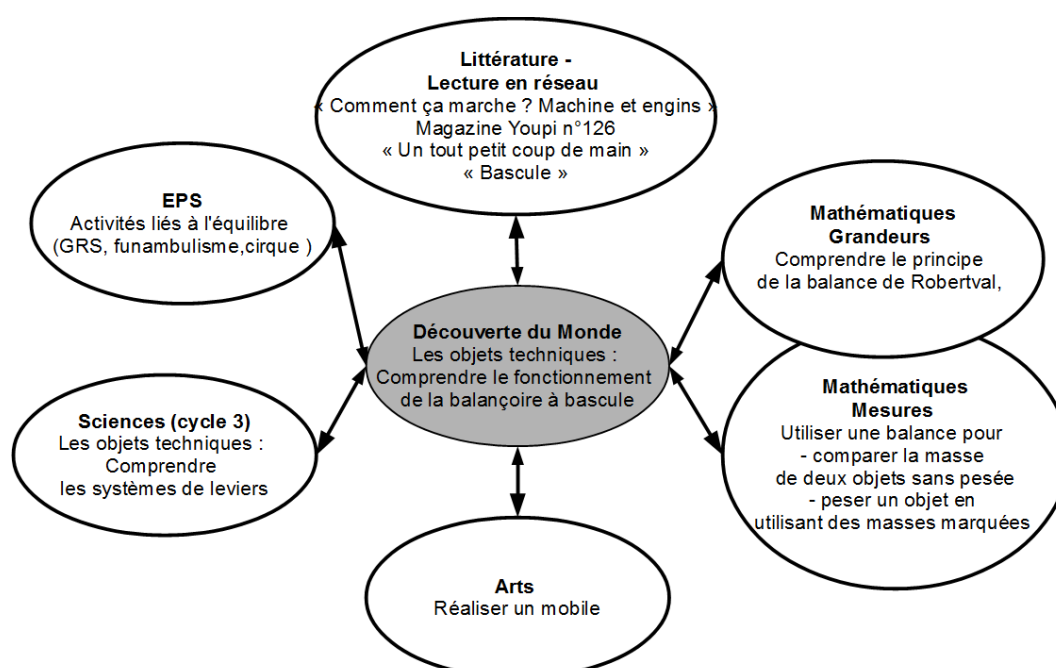 Littérature -
Lecture en réseau
« Comment ça marche ? Machine et engins »
Magazine Youpi n°126
« Un tout petit coup de main »
« Bascule »
EPS
Activités liés à l'équilibre
(GRS, funambulisme,cirque )
Mathématiques
Grandeurs
Comprendre le principe
de la balance de Robertval,
Découverte du Monde
Les objets techniques :
Comprendre le fonctionnement
de la balançoire à bascule
Sciences (cycle 3)
Les objets techniques :
Comprendre
les systèmes de leviers
Mathématiques
Mesures
Utiliser une balance pour
- comparer la masse
de deux objets sans pesée
- peser un objet en
utilisant des masses marquées
Arts
Réaliser un mobile